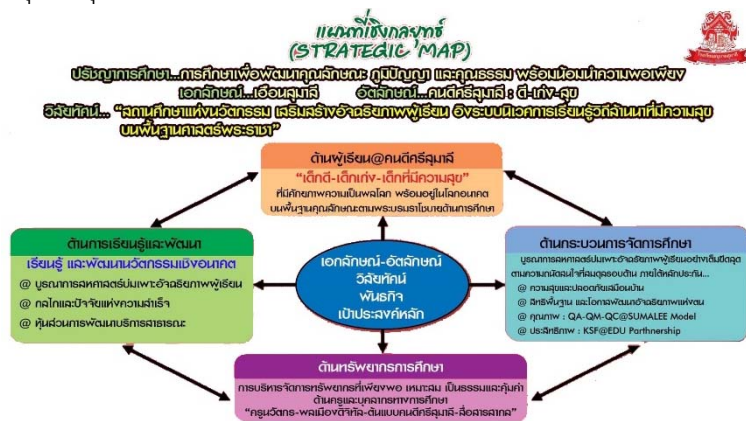 แผนที่เชิงกลยุทธ์
(STRATEGIC MAP)
ปรัชญาการศึกษา...การศึกษาเพื่อพัฒนาคุณลักษณะ ภูมิปัญญา และคุณธรรม พร้อมน้อมนำความพอเพียง
เอกลักษณ์...เฮือนสุมาลี อัตลักษณ์...คนดีศรีสุมาลี : ดี-เก่ง-สุข
วิสัยทัศน์... “สถานศึกษาแห่งนวัตกรรม เสริมสร้างอัจฉริยภาพผู้เรียน อิงระบบนิเวศการเรียนรู้วิถีล้านนาที่มีความสุข
บนพื้นฐานศาสตร์พระราชา”
ด้านผู้เรียน@คนดีศรีสุมาลี
“เด็กดี-เด็กเก่ง-เด็กที่มีความสุข”
ที่มีศักยภาพความเป็นพลโลก พร้อมอยู่ในโลกอนาคต
บนพื้นฐานคุณลักษณะตามพระบรมราโชบายด้านการศึกษา
ด้านการเรียนรู้และพัฒนา
เรียนรู้ และพัฒนานวัตกรรมเชิงอนาคต
@ บูรณาการสหศาสตร์บ่มเพาะอัจฉริยภาพผู้เรียน
@ กลไกและปัจจัยแห่งความสำเร็จ
@ หุ้นส่วนการพัฒนาบริการสาธารณะ
เอกลักษณ์-อัตลักษณ์
วิสัยทัศน์
พันธกิจ
เป้าประสงค์หลัก
ด้านกระบวนการจัดการศึกษา
บูรณาการสหศาสตร์บ่มเพาะอัจฉริยภาพผู้เรียนอย่างเต็มขีดสุด
ตามความถนัดสนใจที่สมดุลรอบด้าน ภายใต้หลักประกัน...
@ ความสุขและปลอดภัยเสมือนบ้าน
@ สิทธิพื้นฐาน และโอกาสพัฒนาอัจฉริยภาพแห่งตน
@ คุณภาพ : QA-QM-QC@SUMALEE Model
@ ประสิทธิภาพ : KSF@EDU Parthnership
ด้านทรัพยากรการศึกษา
การบริหารจัดการทรัพยากรที่เพียงพอ เหมาะสม เป็นธรรมและคุ้มค่า
ด้านครูและบุคลากรทางการศึกษา
“ครูนวัตกร-พลเมืองดิจิทัล-ต้นแบบคนดีศรีสุมาลี-สื่อสารสากล”